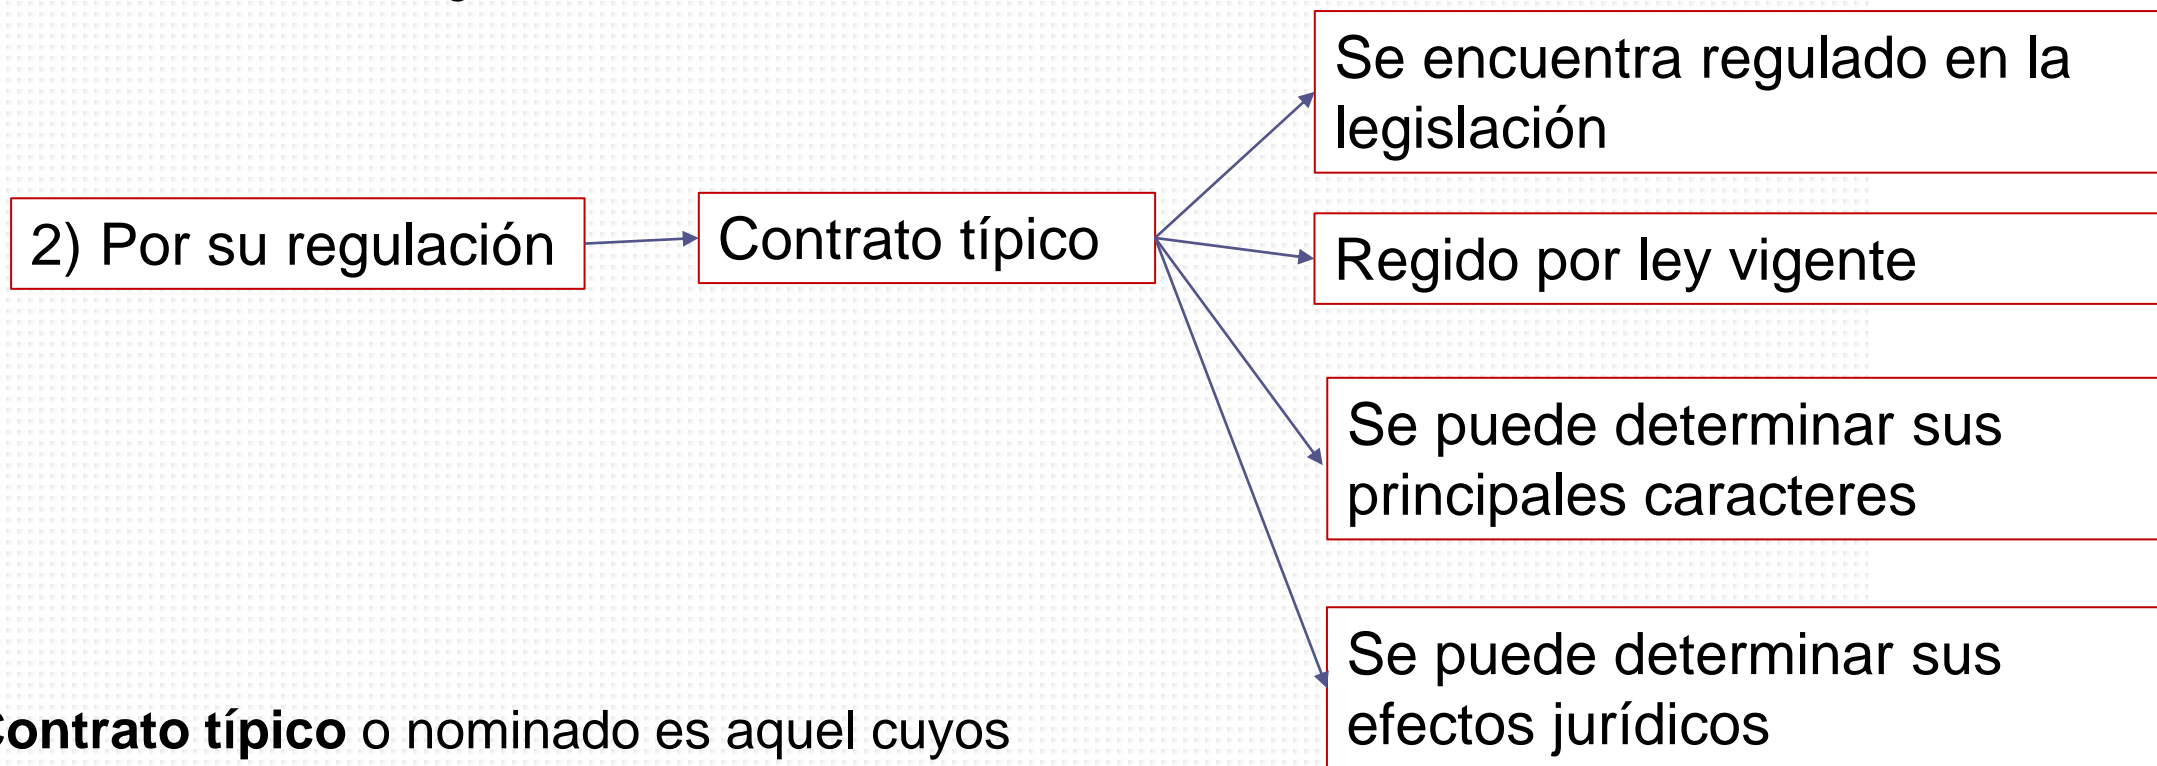 Se encuentra regulado en la
legislación
2) Por su regulación
Contrato típico
Regido por ley vigente
Se puede determinar sus
principales caracteres
Se puede determinar sus
efectos jurídicos
Contrato típico o nominado es aquel cuyos